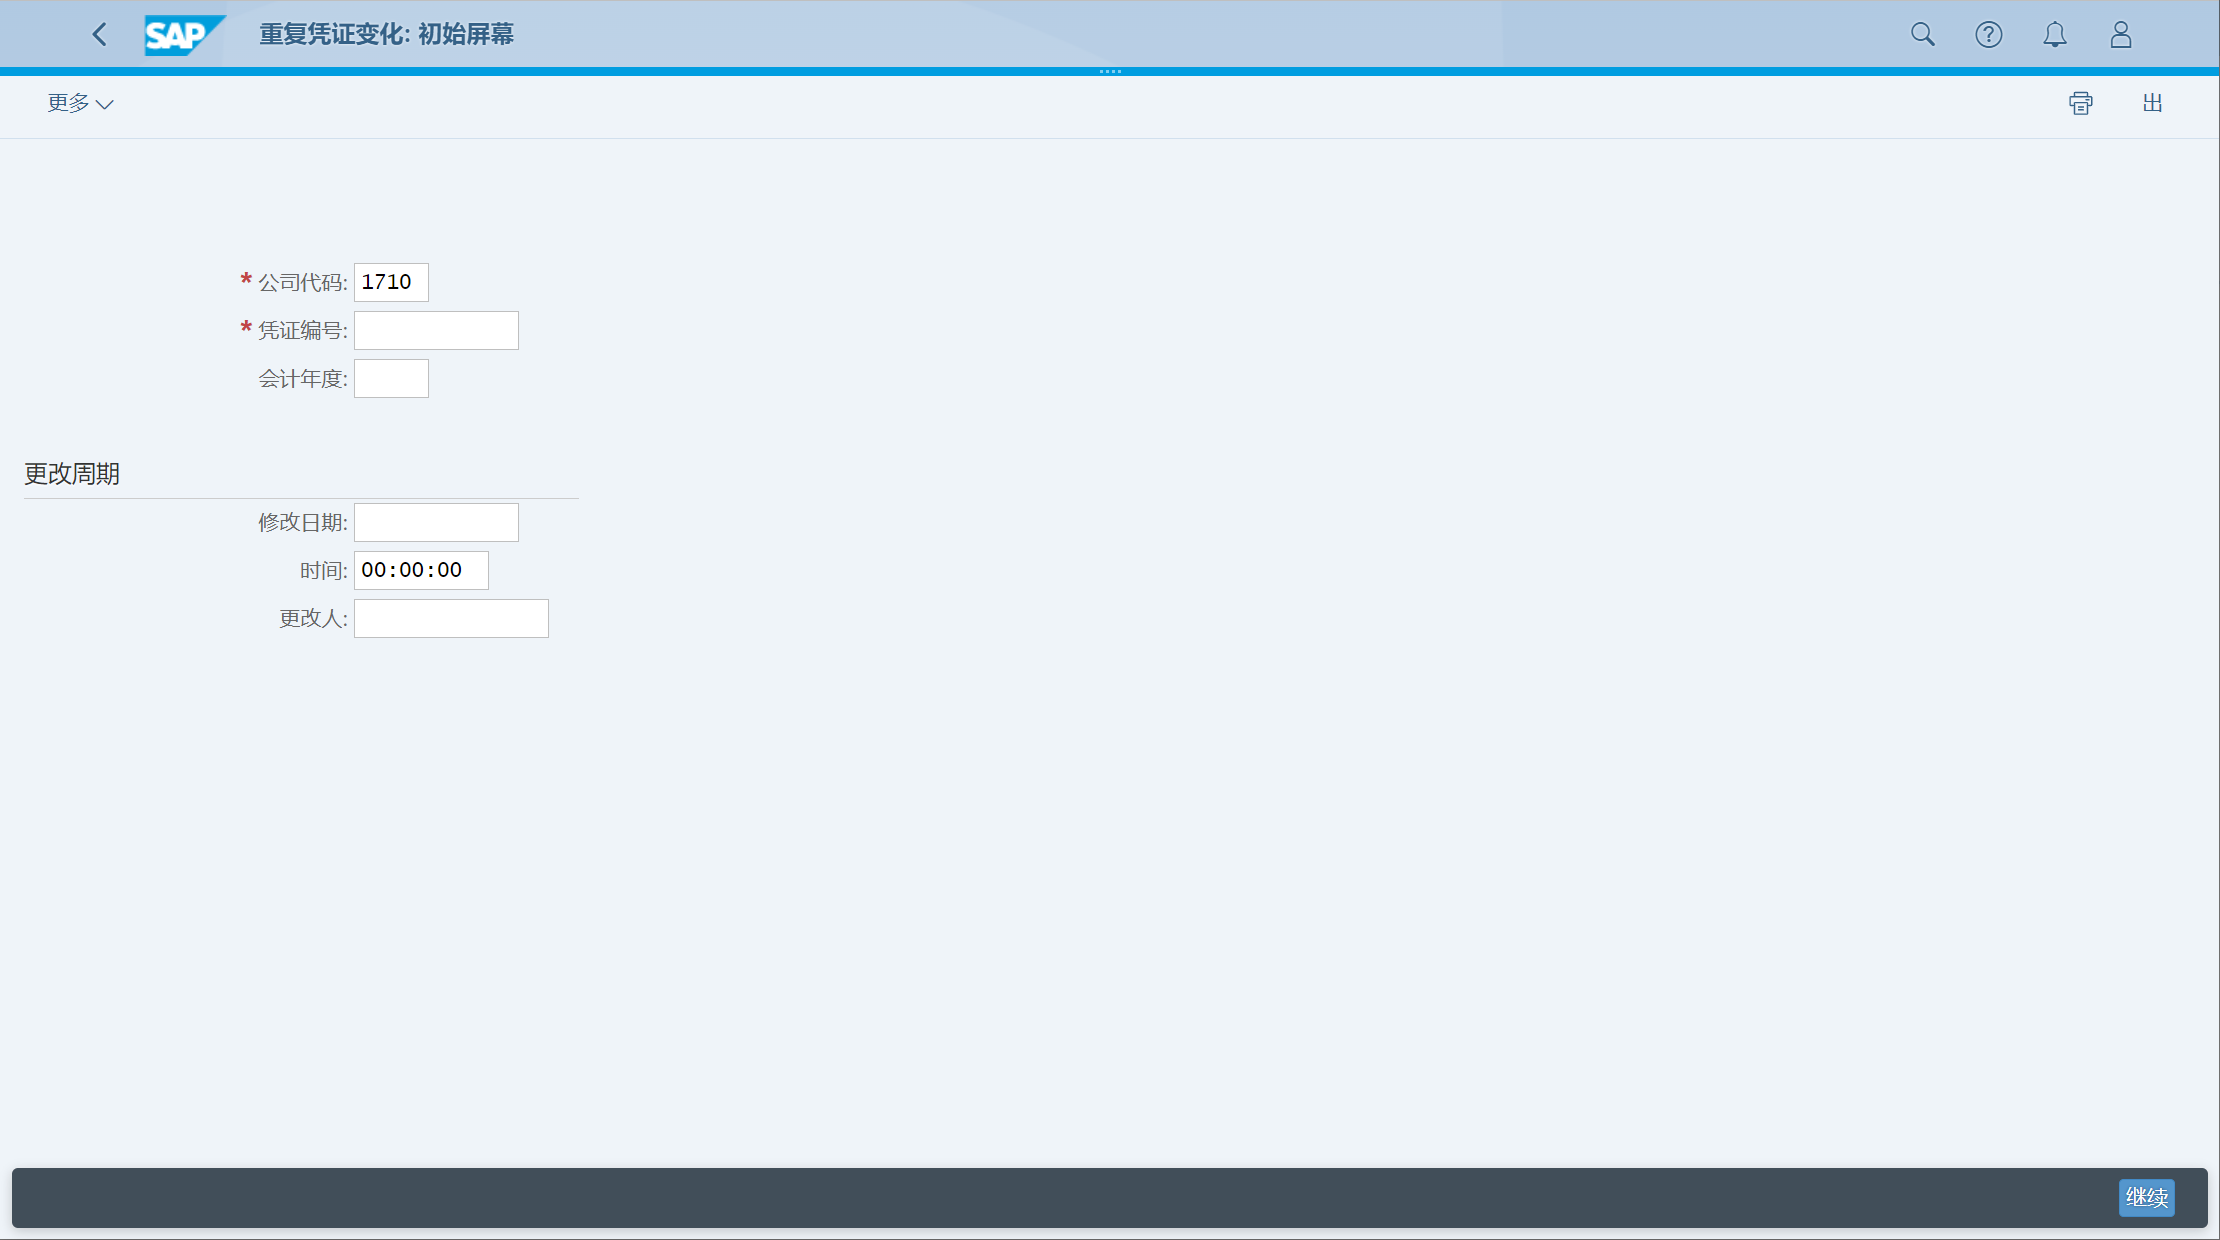 SAP
重复凭证变化: 初始屏幕
更多
出
* 公司代码: 1710
* 凭证编号:
会计年度:
更改周期
修改日期:
时间: 00:00:00
更改人:
继续